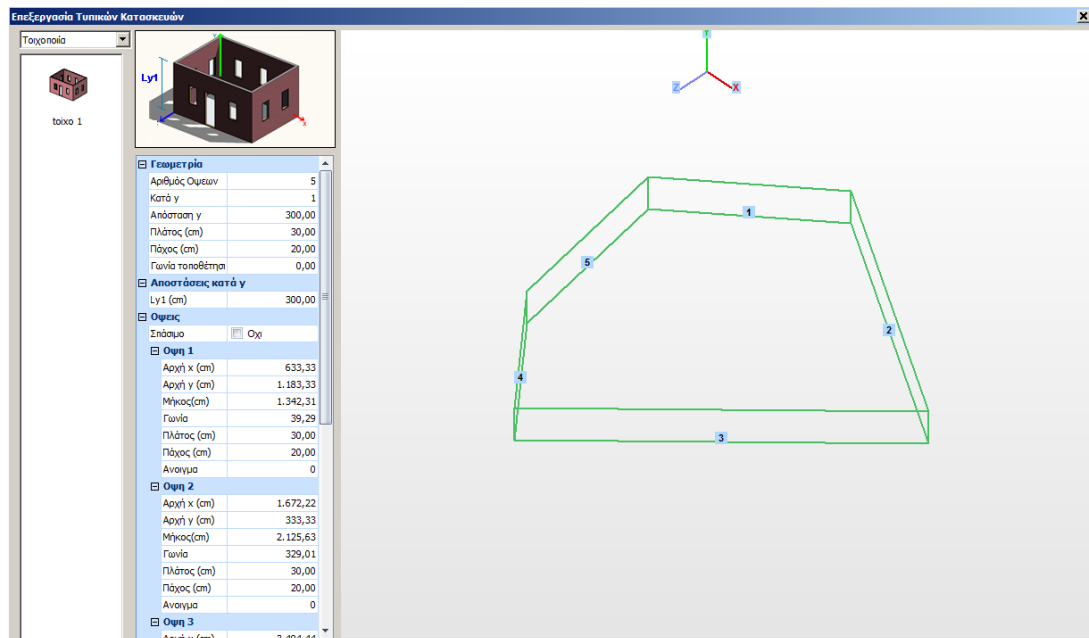 Επεξεργασία Τυπικών Κατασκευών
Τοιχοποιία
toixo 1
Ly1
Γεωμετρία
Αριθμός Οψεων 5
Κατά y 1
Απόσταση y 300,00
Πλάτος (cm) 30,00
Πάχος (cm) 20,00
Γωνία τοποθέτησι 0,00
Αποστάσεις κατά y
Ly1 (cm) 300,00
Οψεις
Σπάσιμο Οχι
Οψη 1
Αρχή x (cm) 633,33
Αρχή y (cm) 1.183,33
Μήκος(cm) 1.342,31
Γωνία 39,29
Πλάτος (cm) 30,00
Πάχος (cm) 20,00
Ανοιγμα 0
Οψη 2
Αρχή x (cm) 1.672,22
Αρχή y (cm) 333,33
Μήκος(cm) 2.125,63
Γωνία 329,01
Πλάτος (cm) 30,00
Πάχος (cm) 20,00
Ανοιγμα 0
Οψη 3
Y
Z
X
1
5
2
4
3